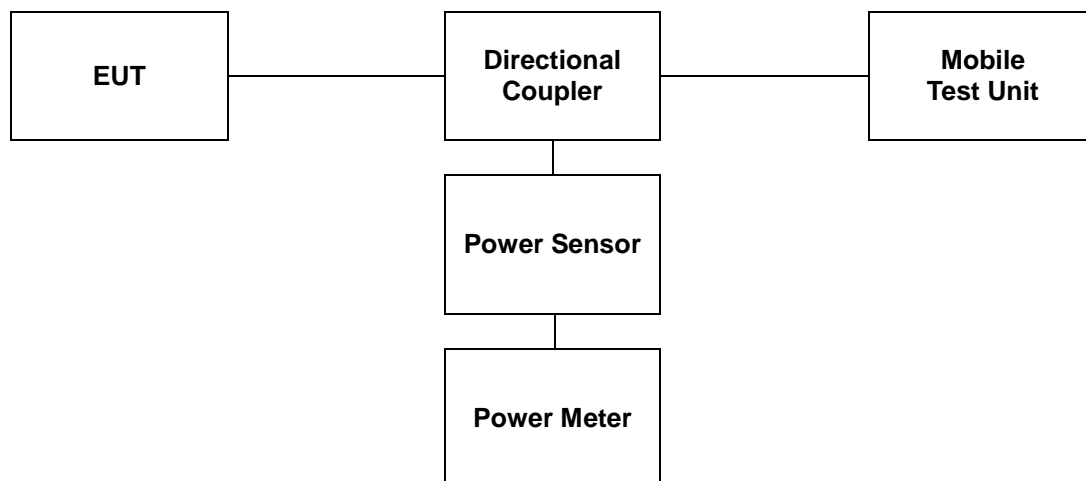 EUT
Directional
Coupler
Mobile
Test Unit
Power Sensor
Power Meter